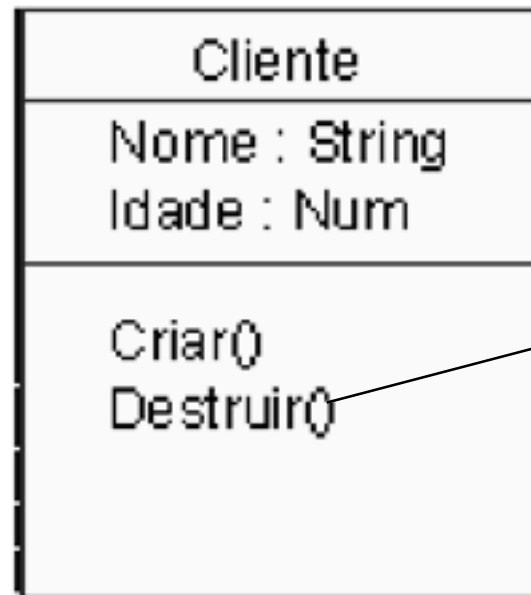 Cliente
Nome : String
Idade : Num
Criar()
Destruir()